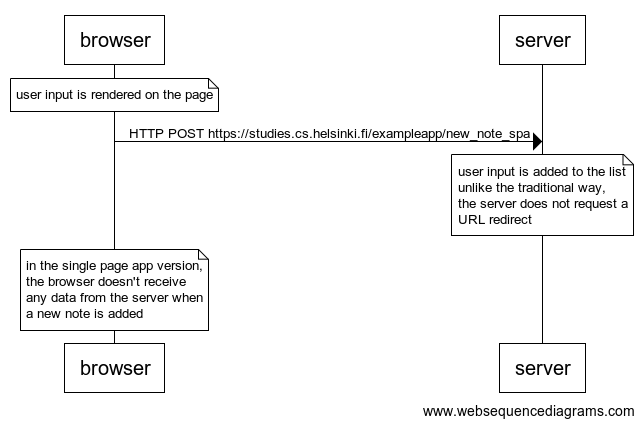 browser
server
user input is rendered on the page
HTTP POST https://studies.cs.helsinki.fi/exampleapp/new_note_spa
user input is added to the list
unlike the traditional way,
the server does not request a
URL redirect
in the single page app version,
the browser doesn't receive
any data from the server when
a new note is added
browser
server
www.websequencediagrams.com